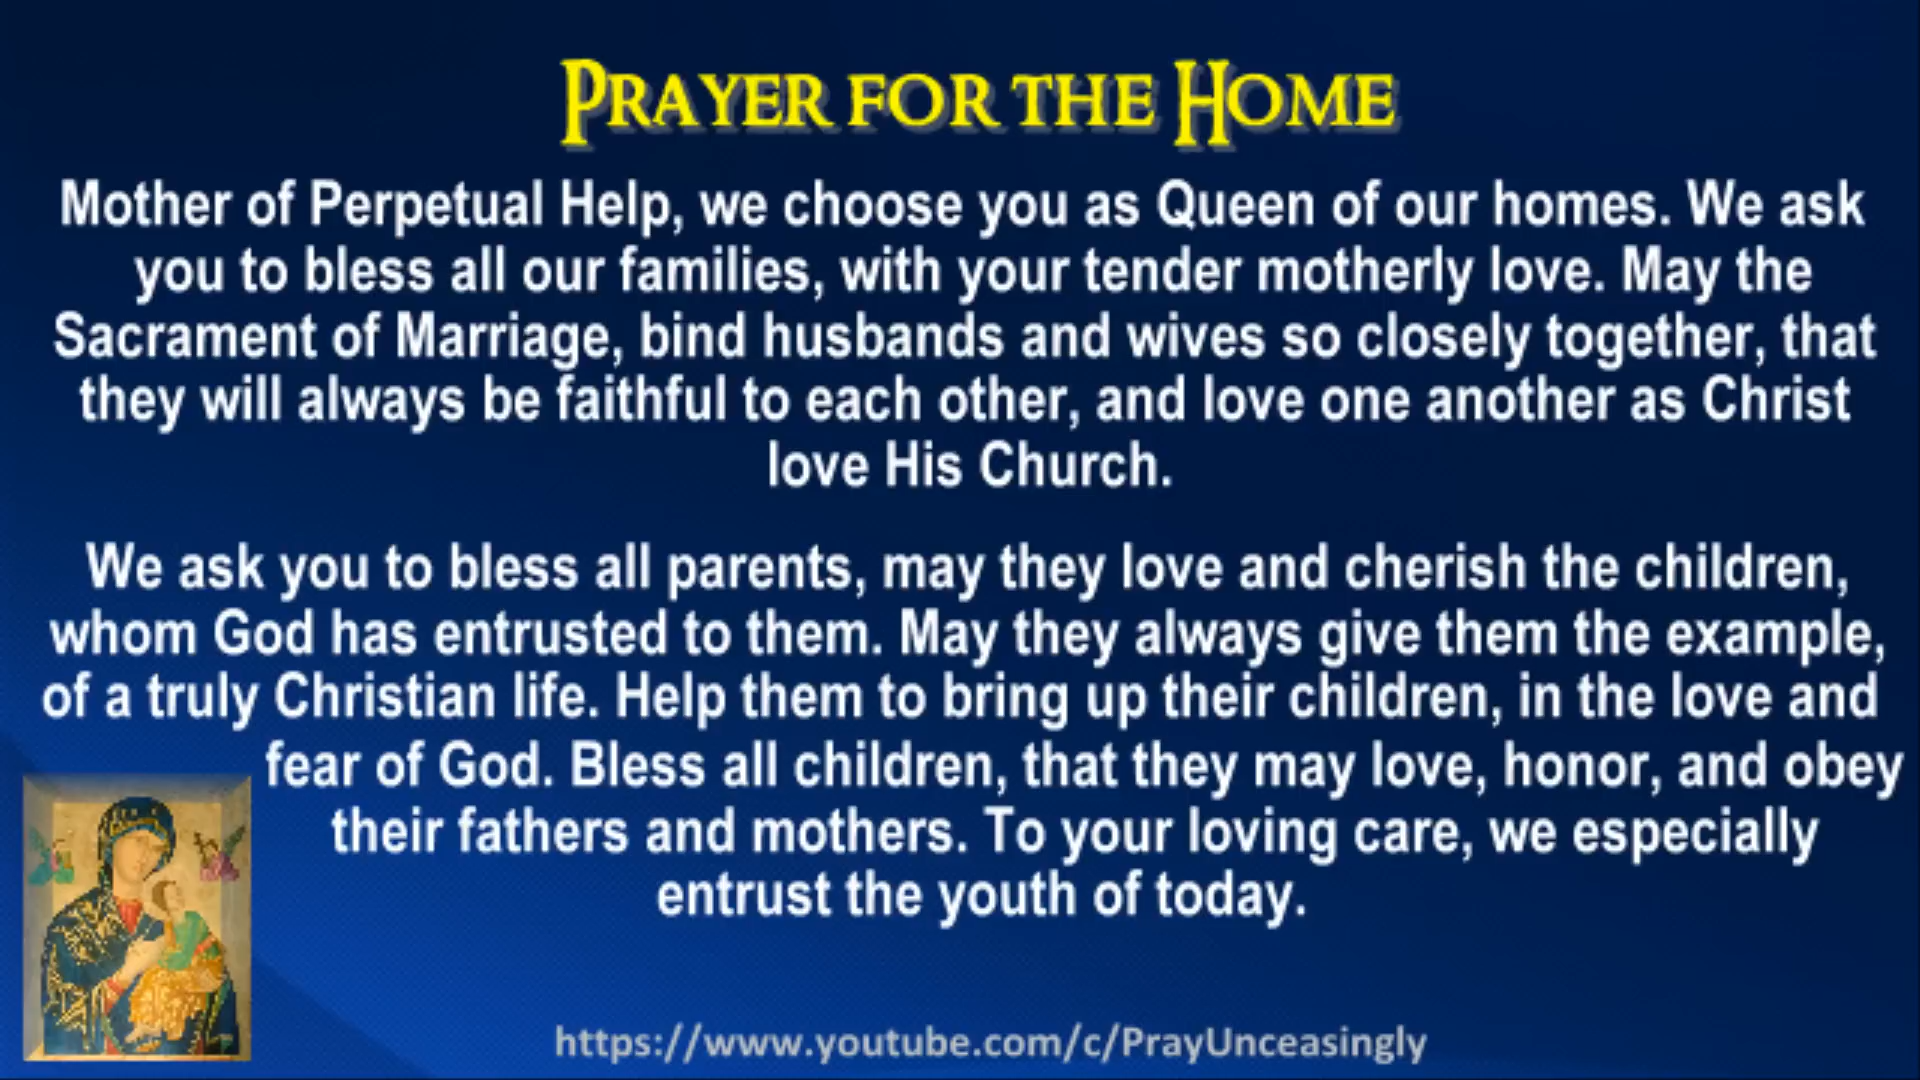 PRAYER FOR THE HOME
Mother of Perpetual Help, we choose you as Queen of our homes. We ask
you to bless all our families, with your tender motherly love. May the
Sacrament of Marriage, bind husbands and wives so closely together, that
they will always be faithful to each other, and love one another as Christ
love His Church.
We ask you to bless all parents, may they love and cherish the children,
whom God has entrusted to them. May they always give them the example,
of a truly Christian life. Help them to bring up their children, in the love and
fear of God. Bless all children, that they may love, honor, and obey
their fathers and mothers. To your loving care, we especially
entrust the youth of today.
https://www.youtube.com/c/PrayUnceasingly